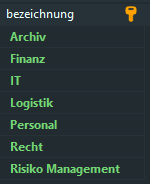 bezeichnung
Archiv
Finanz
IT
Logistik
Personal
Recht
Risiko Management